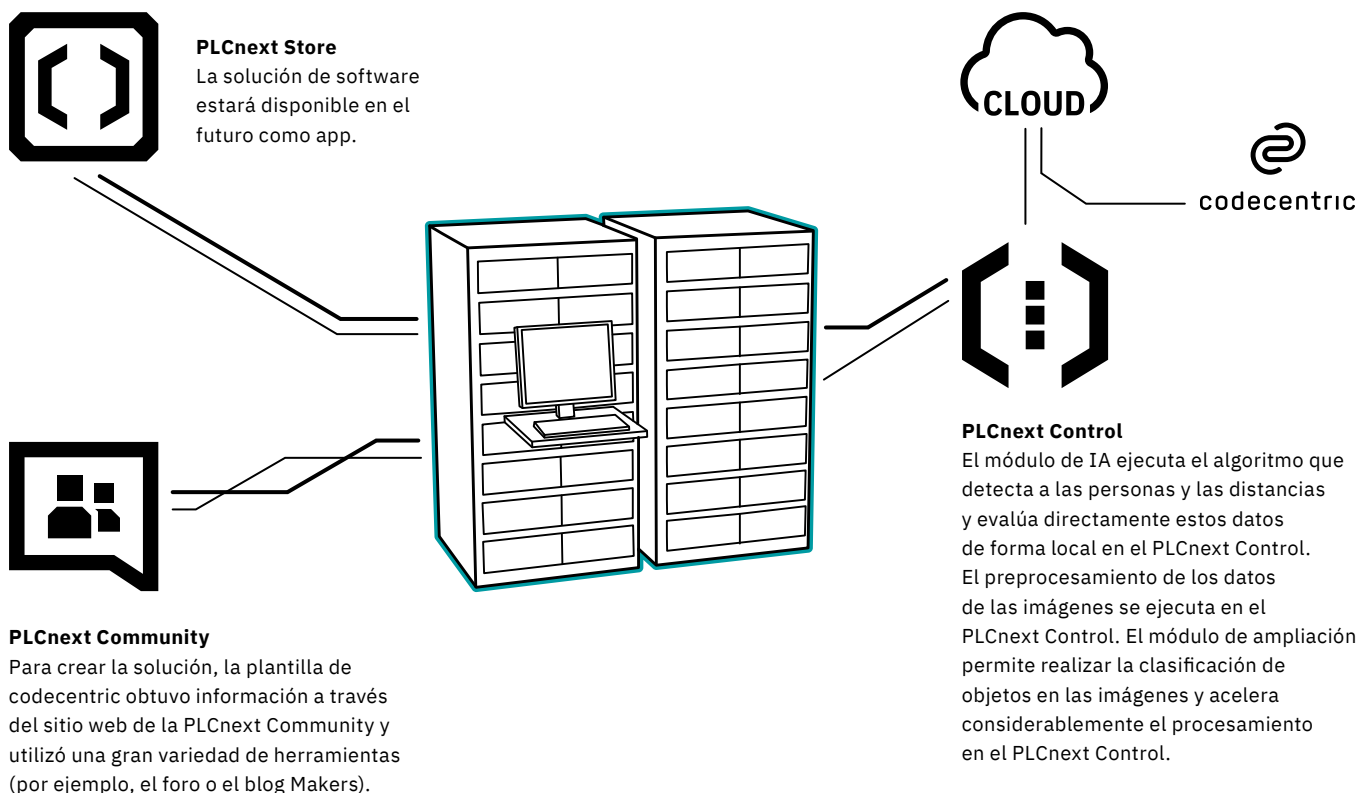 PLCnext Store
La solución de software
estará disponible en el
futuro como app.
CLOUD
codecentric
PLCnext Control
El módulo de IA ejecuta el algoritmo que
detecta a las personas y las distancias
y evalúa directamente estos datos
de forma local en el PLCnext Control.
El preprocesamiento de los datos
de las imágenes se ejecuta en el
PLCnext Control. El módulo de ampliación
permite realizar la clasificación de
objetos en las imágenes y acelera
considerablemente el procesamiento
en el PLCnext Control.
PLCnext Community
Para crear la solución, la plantilla de
codecentric obtuvo información a través
del sitio web de la PLCnext Community y
utilizó una gran variedad de herramientas
(por ejemplo, el foro o el blog Makers).